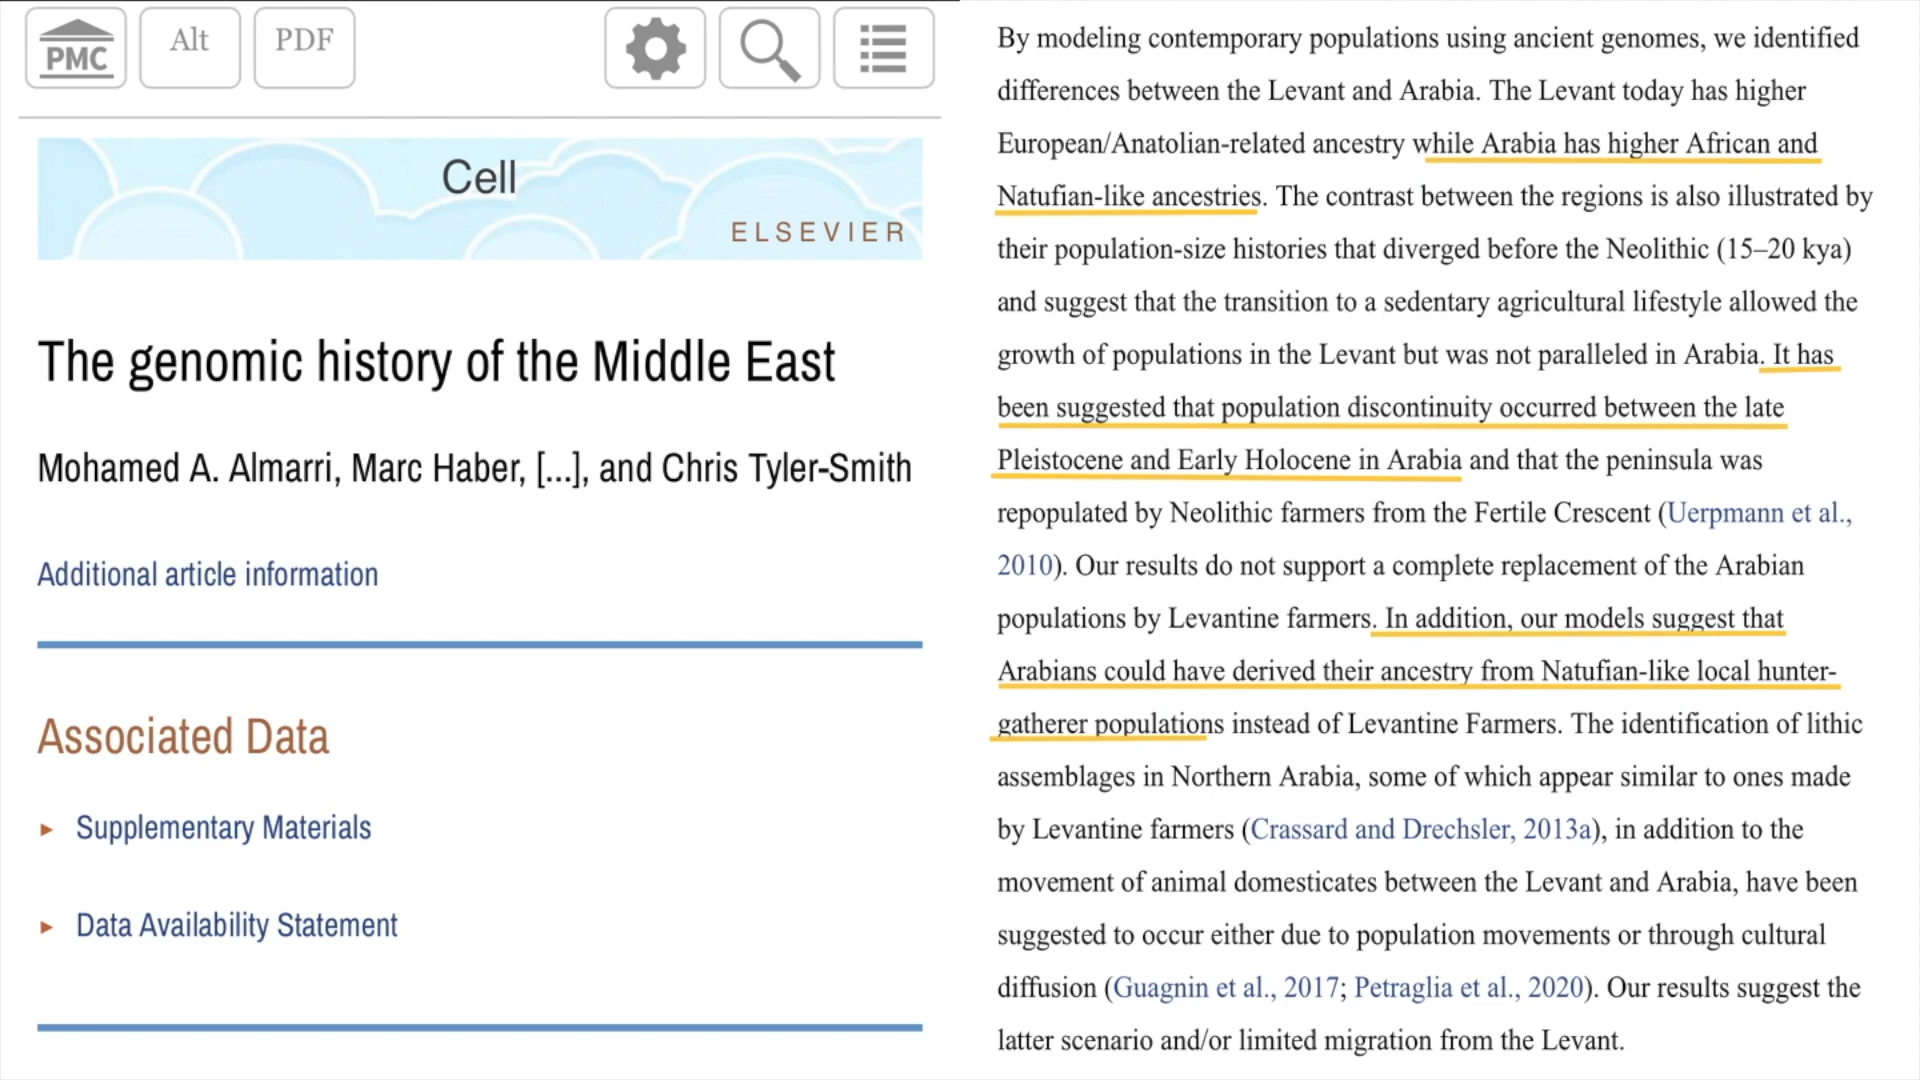 PMC
Alt
PDF
Cell
ELSEVIER
The genomic history of the Middle East
Mohamed A. Almarri, Marc Haber, [...], and Chris Tyler-Smith
Additional article information
Associated Data
Supplementary Materials
Data Availability Statement
By modeling contemporary populations using ancient genomes, we identified
differences between the Levant and Arabia. The Levant today has higher
European/Anatolian-related ancestry while Arabia has higher African and
Natufian-like ancestries. The contrast between the regions is also illustrated by
their population-size histories that diverged before the Neolithic (15–20 kya)
and suggest that the transition to a sedentary agricultural lifestyle allowed the
growth of populations in the Levant but was not paralleled in Arabia. It has
been suggested that population discontinuity occurred between the late
Pleistocene and Early Holocene in Arabia and that the peninsula was
repopulated by Neolithic farmers from the Fertile Crescent (Uerpmann et al.,
2010). Our results do not support a complete replacement of the Arabian
populations by Levantine farmers. In addition, our models suggest that
Arabians could have derived their ancestry from Natufian-like local hunter-
gatherer populations instead of Levantine Farmers. The identification of lithic
assemblages in Northern Arabia, some of which appear similar to ones made
by Levantine farmers (Crassard and Drechsler, 2013a), in addition to the
movement of animal domesticates between the Levant and Arabia, have been
suggested to occur either due to population movements or through cultural
diffusion (Guagnin et al., 2017; Petraglia et al., 2020). Our results suggest the
latter scenario and/or limited migration from the Levant.